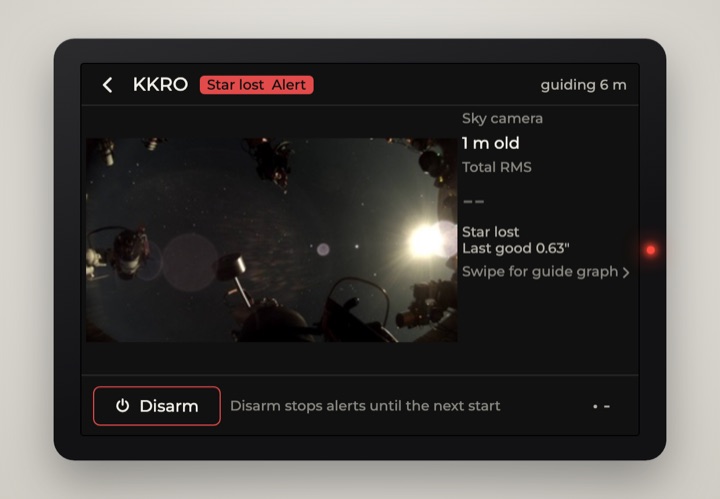 KKRO Star lost Alert guiding 6 m
Sky camera
1 m old
Total RMS
--
Star lost
Last good 0.63"
Swipe for guide graph >
Disarm Disarm stops alerts until the next start